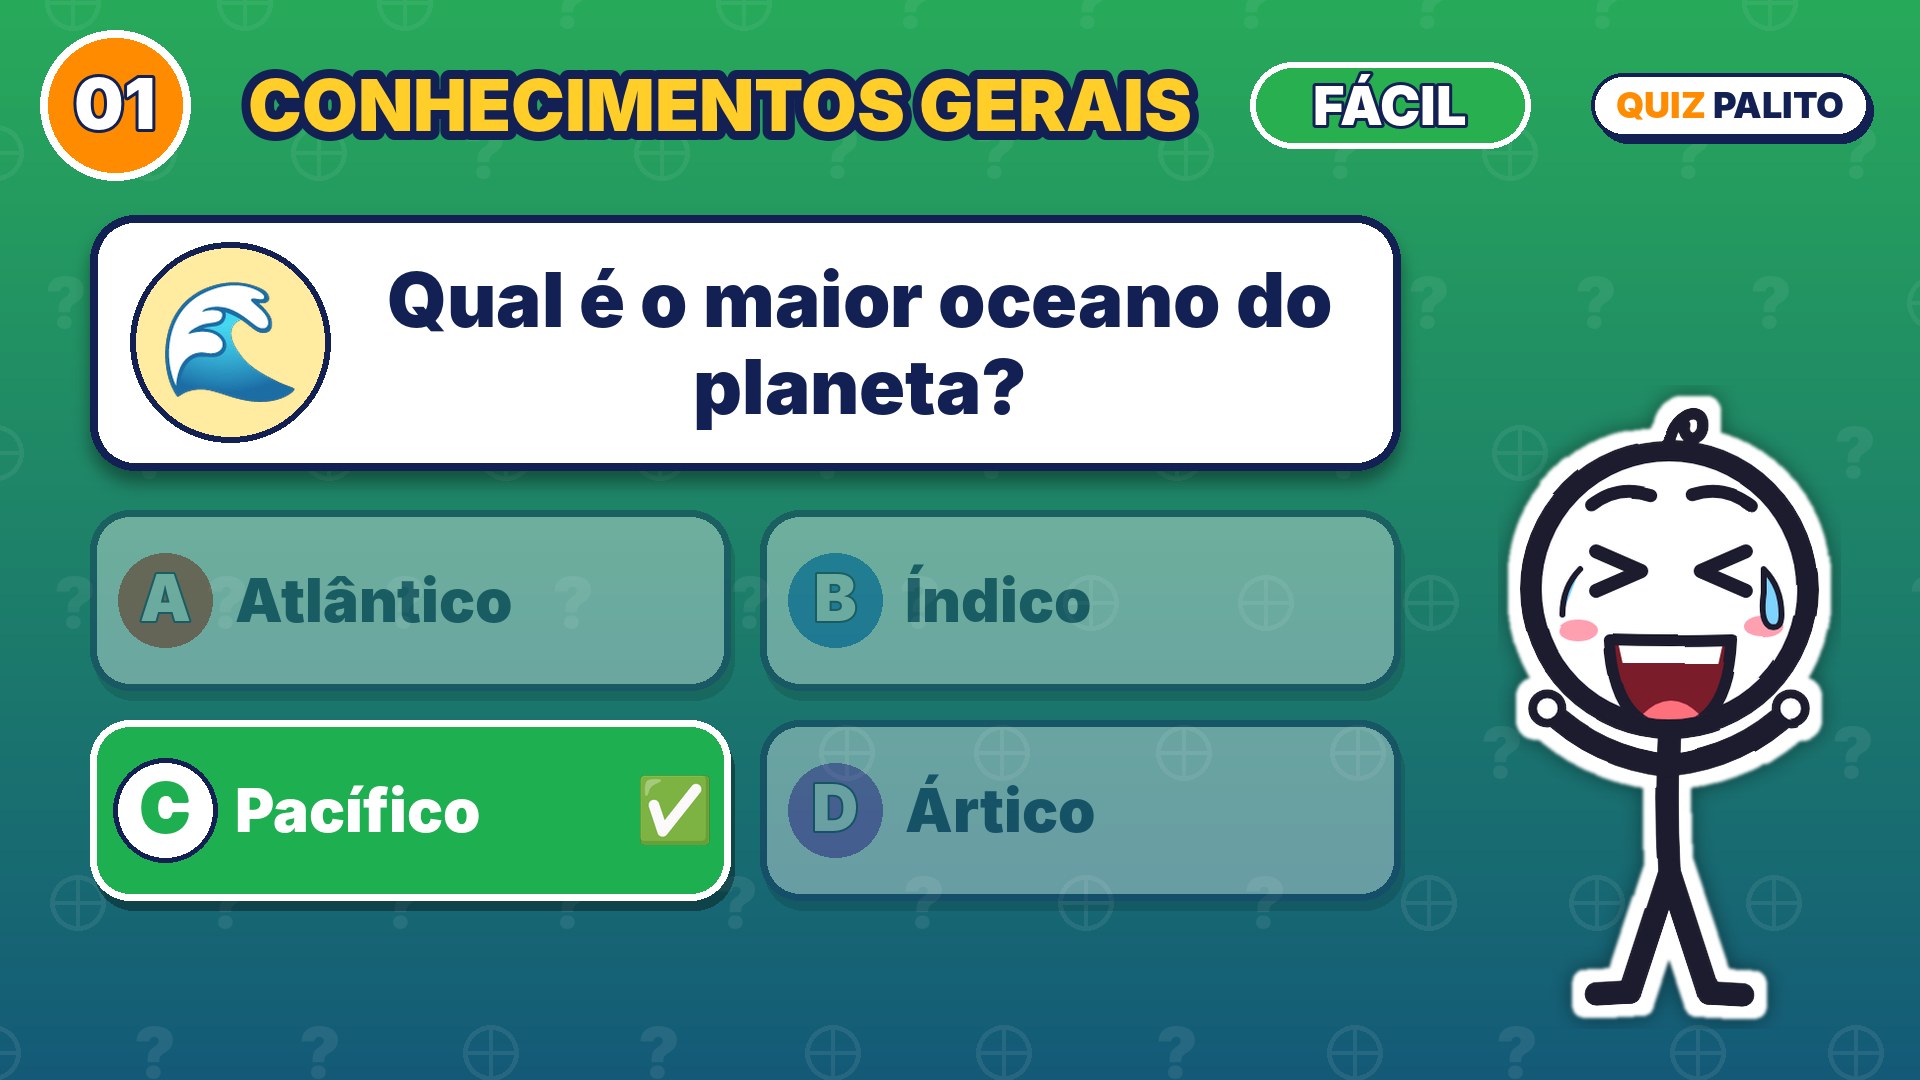 01
CONHECIMENTOS GERAIS
FÁCIL
QUIZ PALITO
Qual é o maior oceano do
planeta?
A Atlântico
B Índico
C Pacífico
D Ártico